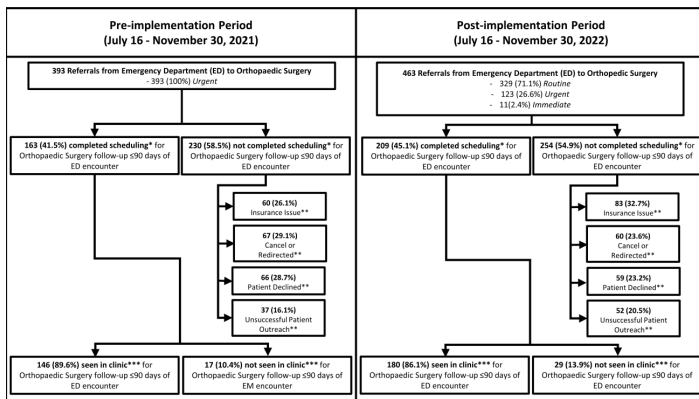 Pre-implementation Period
(July 16 - November 30, 2021)
393 Referrals from Emergency Department (ED) to Orthopaedic Surgery
- 393 (100%) Urgent
163 (41.5%) completed scheduling* for
Orthopaedic Surgery follow-up ≤90 days of
ED encounter
230 (58.5%) not completed scheduling* for
Orthopaedic Surgery follow-up ≤90 days of
ED encounter
60 (26.1%)
Insurance Issue**
67 (29.1%)
Cancel or
Redirected**
66 (28.7%)
Patient Declined**
37 (16.1%)
Unsuccessful Patient
Outreach**
146 (89.6%) seen in clinic*** for
Orthopaedic Surgery follow-up ≤90 days of
ED encounter
17 (10.4%) not seen in clinic*** for
Orthopaedic Surgery follow-up ≤90 days of
EM encounter
Post-implementation Period
(July 16 - November 30, 2022)
463 Referrals from Emergency Department (ED) to Orthopedic Surgery
- 329 (71.1%) Routine
- 123 (26.6%) Urgent
- 11(2.4%) Immediate
209 (45.1%) completed scheduling* for
Orthopaedic Surgery follow-up ≤90 days of
ED encounter
254 (54.9%) not completed scheduling* for
Orthopaedic Surgery follow-up ≤90 days of
ED encounter
83 (32.7%)
Insurance Issue**
60 (23.6%)
Cancel or
Redirected**
59 (23.2%)
Patient Declined**
52 (20.5%)
Unsuccessful Patient
Outreach**
180 (86.1%) seen in clinic*** for
Orthopaedic Surgery follow-up ≤90 days of
ED encounter
29 (13.9%) not seen in clinic*** for
Orthopaedic Surgery follow-up ≤90 days of
ED encounter